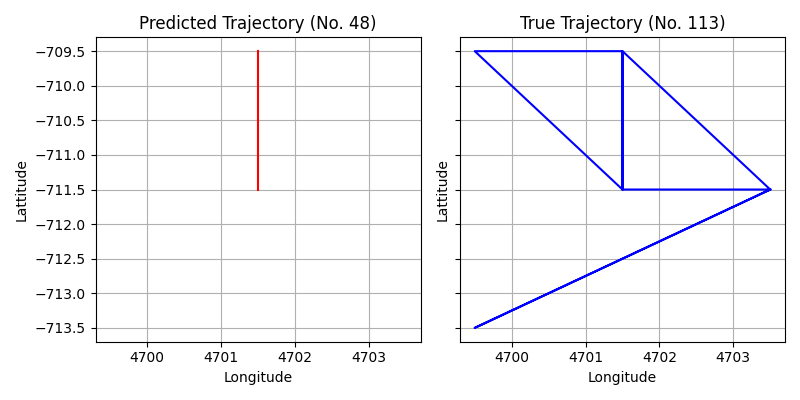 Predicted Trajectory (No. 48)
True Trajectory (No. 113)
−709.5
−710.0
−710.5
−711.0
−711.5
−712.0
−712.5
−713.0
−713.5
Lattitude
Lattitude
4700
4701
4702
4703
4700
4701
4702
4703
Longitude
Longitude